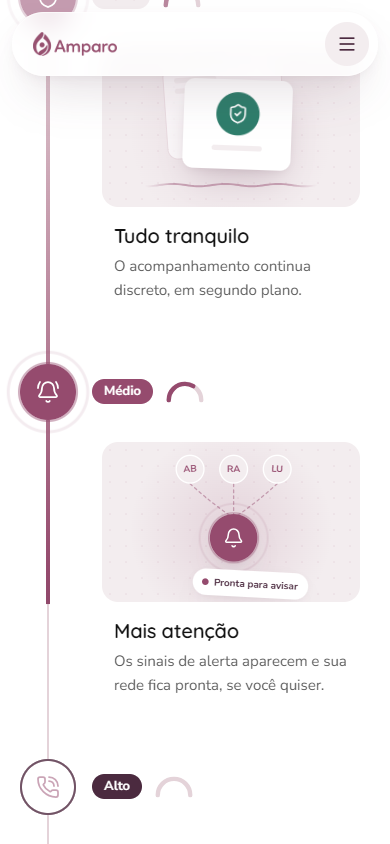 Amparo
Tudo tranquilo
O acompanhamento continua
discreto, em segundo plano.
Médio
AB RA LU
Pronta para avisar
Mais atenção
Os sinais de alerta aparecem e sua
rede fica pronta, se você quiser.
Alto